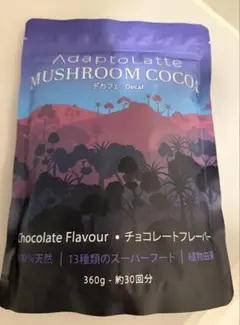 AdaptoLatte
MUSHROOM COCOA
デカフェ Decaf
Chocolate Flavour • チョコレートフレーバー
100%天然 | 13種類のスーパーフード | 植物由来
360g - 約30回分